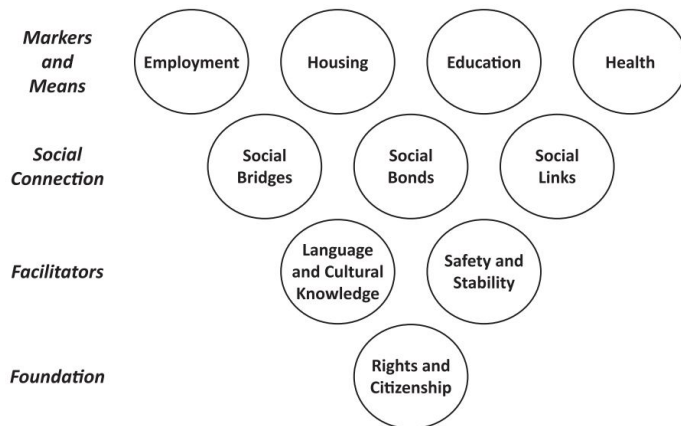 Markers
and
Means
Employment
Housing
Education
Health
Social
Connection
Social
Bridges
Social
Bonds
Social
Links
Facilitators
Language
and Cultural
Knowledge
Safety and
Stability
Foundation
Rights and
Citizenship